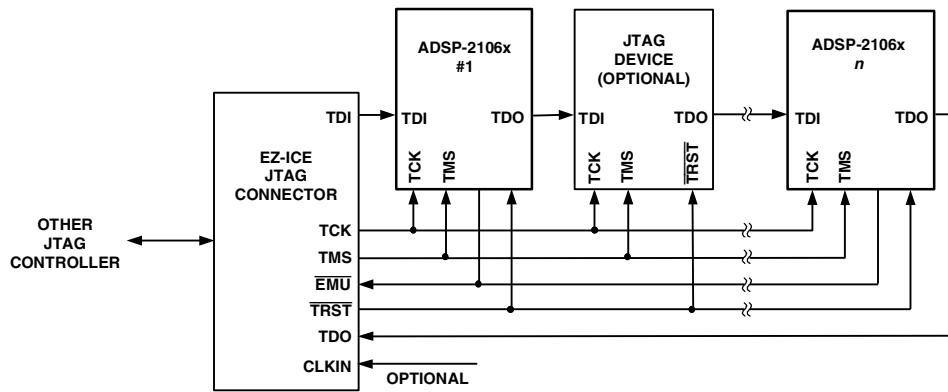 ADSP-2106x
#1
TDI
TDO
TCK
TMS
JTAG
DEVICE
(OPTIONAL)
TDI
TDO
TCK
TMS
TRST
ADSP-2106x
n
TDI
TDO
TCK
TMS
EZ-ICE
JTAG
CONNECTOR
TDI
TCK
TMS
EMU
TRST
TDO
CLKIN
OTHER
JTAG
CONTROLLER
OPTIONAL